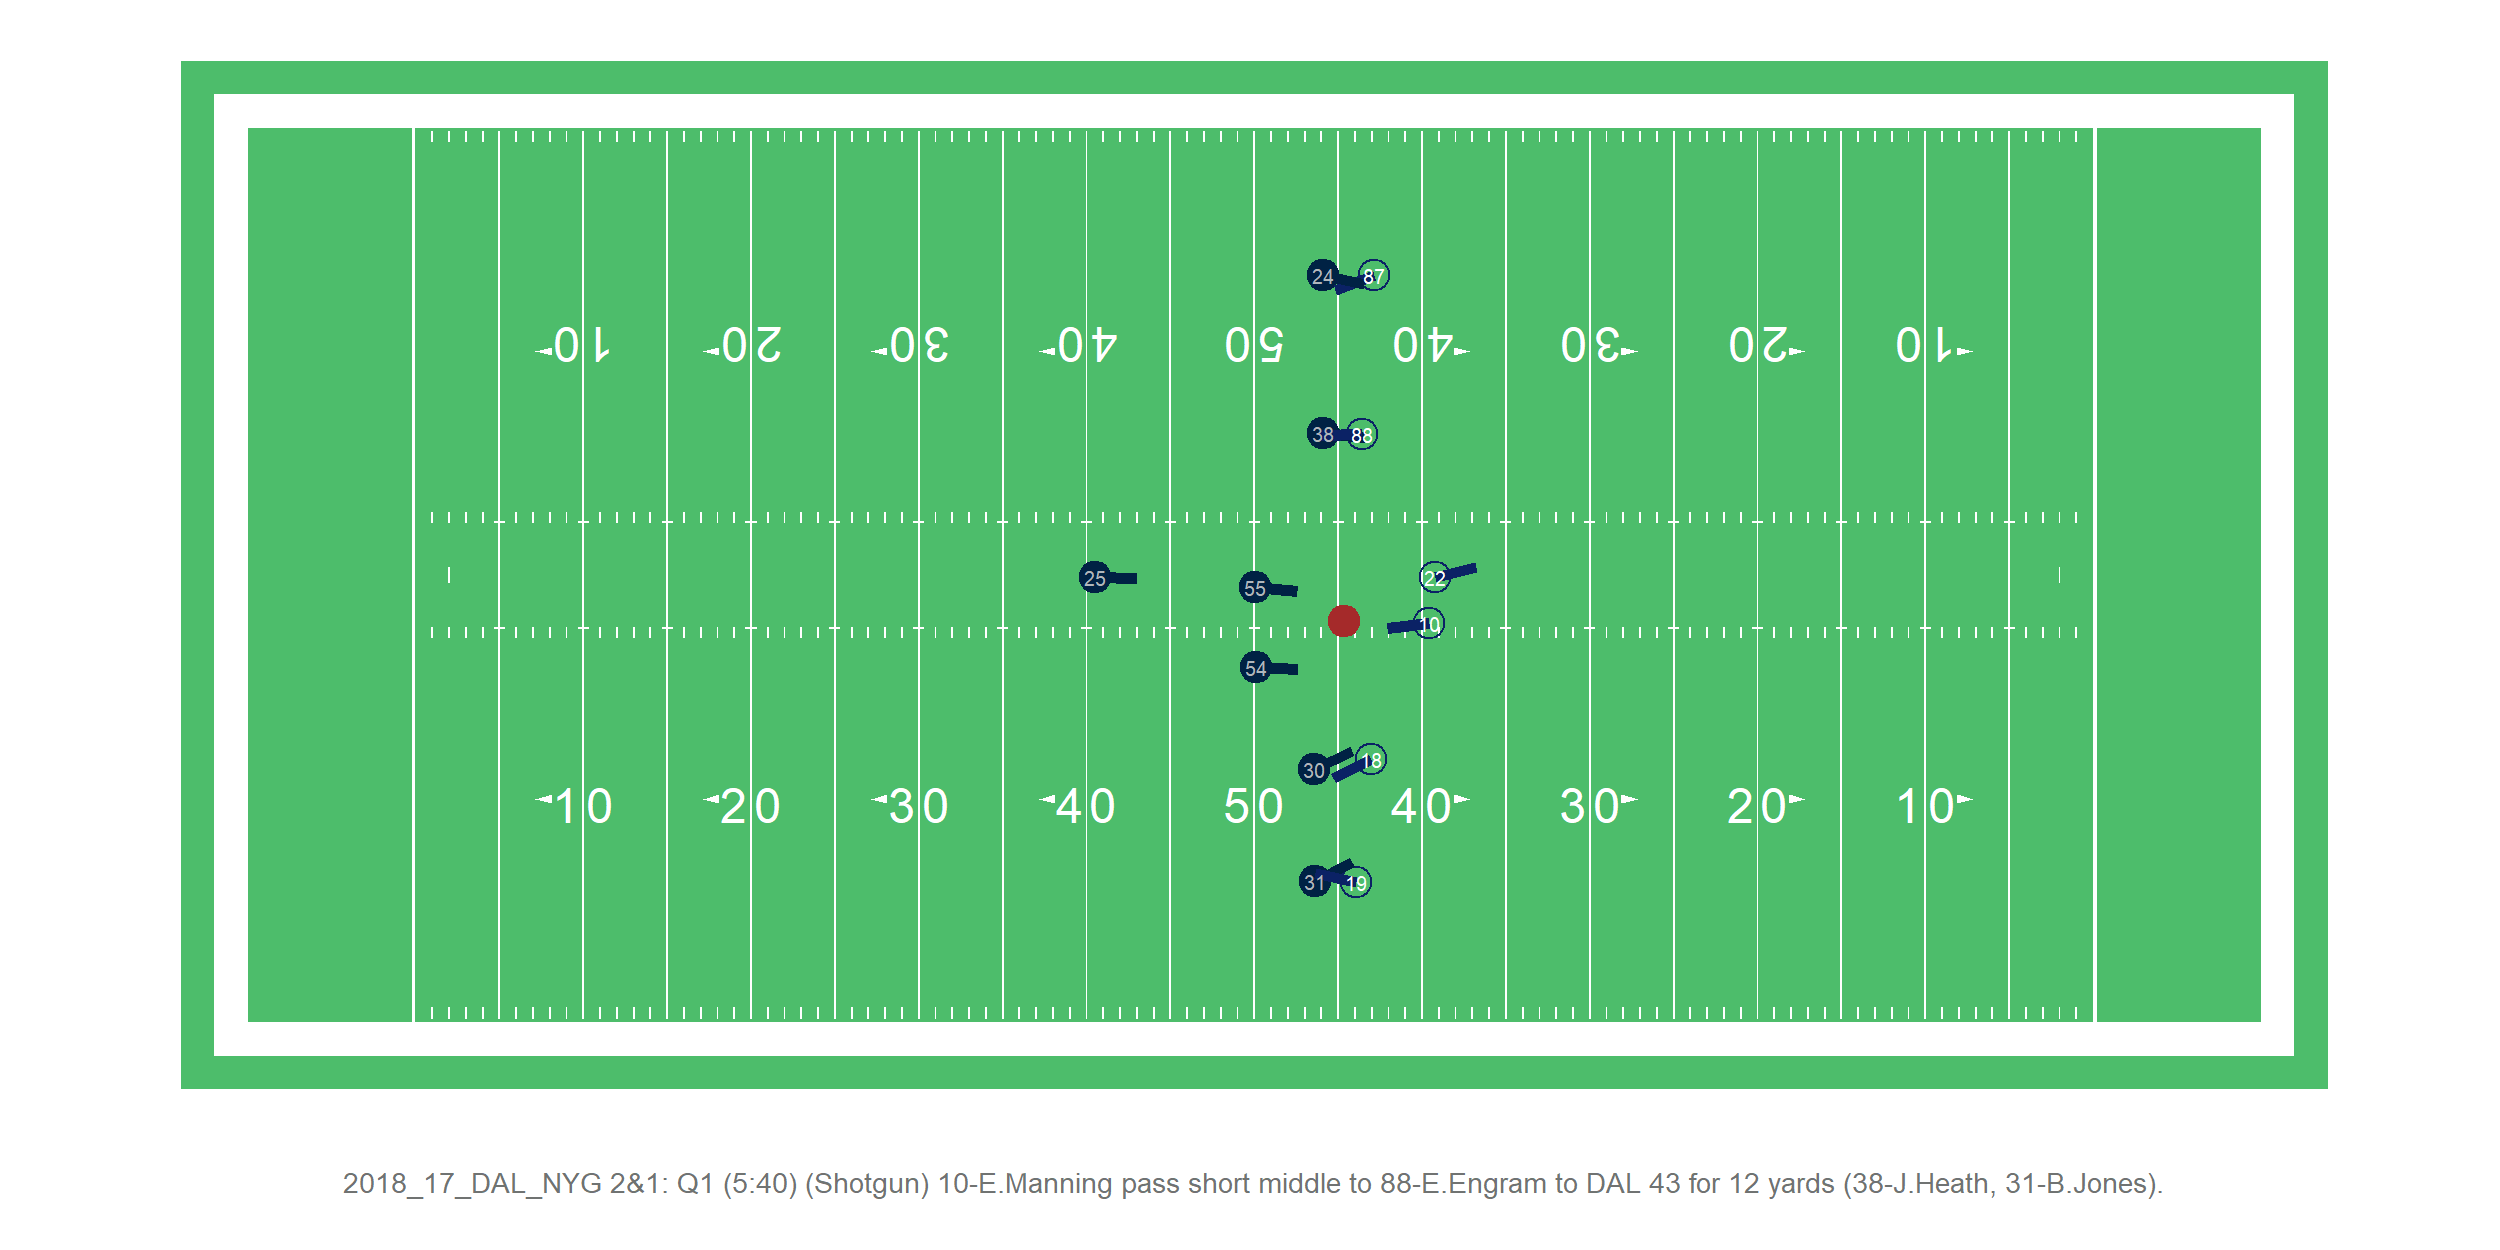 24 87
10 20 30 40 50 40 30 20 10
38 88
25 55 22
10
54
30 18
10 20 30 40 50 40 30 20 10
31 19
2018_17_DAL_NYG 2&1: Q1 (5:40) (Shotgun) 10-E.Manning pass short middle to 88-E.Engram to DAL 43 for 12 yards (38-J.Heath, 31-B.Jones).